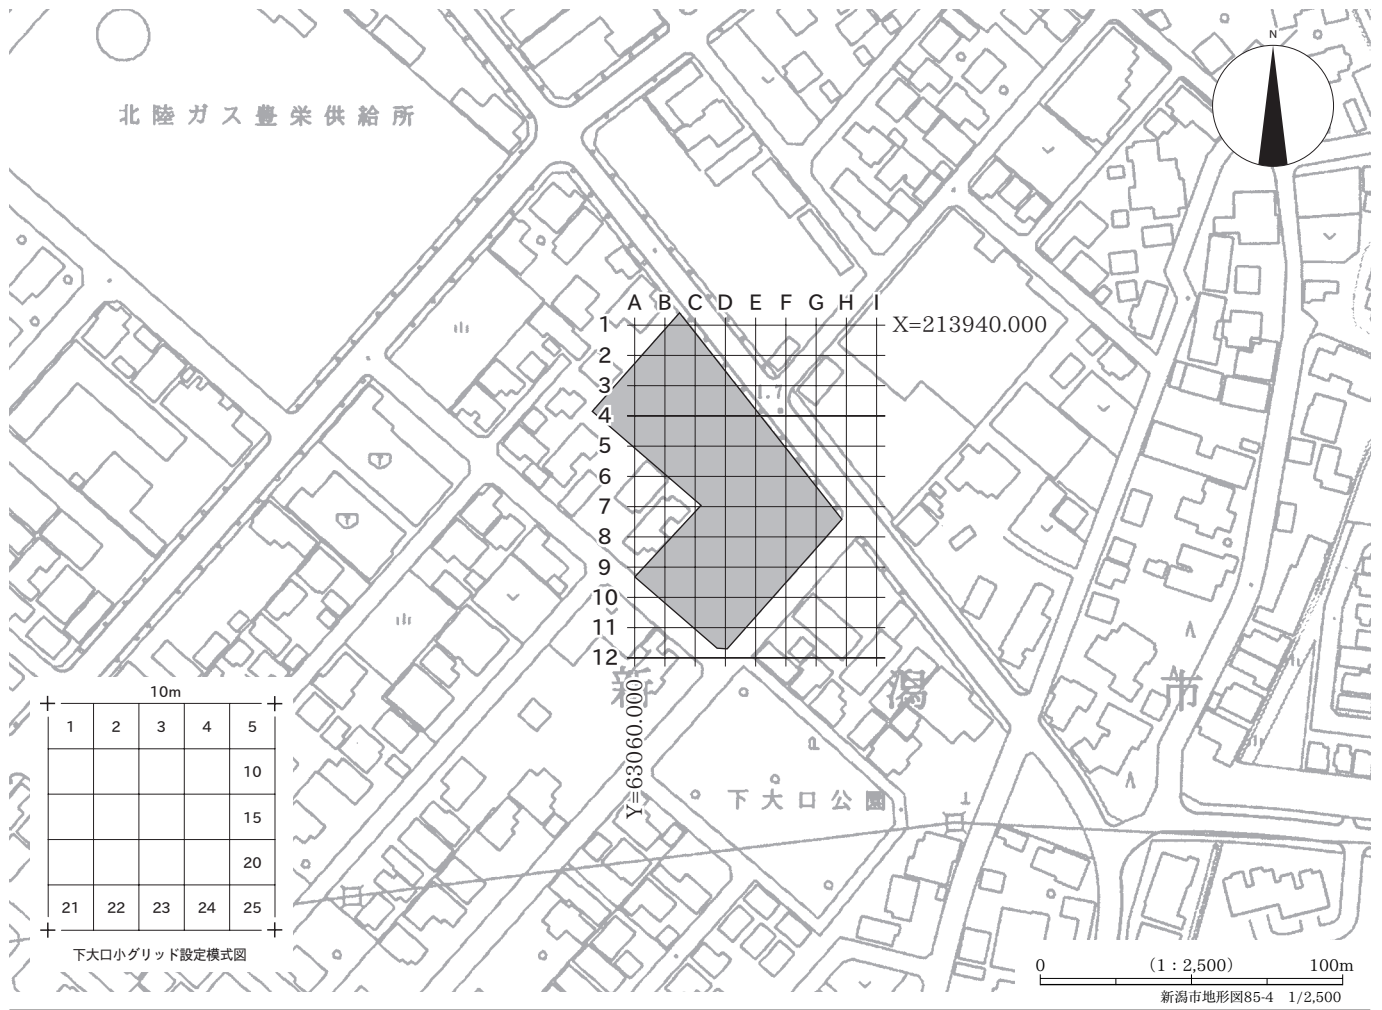 N
北陸ガス豊栄供給所
A B C D E F G H I
1
X=213940.000
2
3
1.7
4
5
6
7
8
9
10
11
12
新潟市
Y=63060.000
下大口公園
10m
1 2 3 4 5
10
15
20
21 22 23 24 25
下大口小グリッド設定模式図
0 (1:2,500) 100m
新潟市地形図85-4 1/2,500